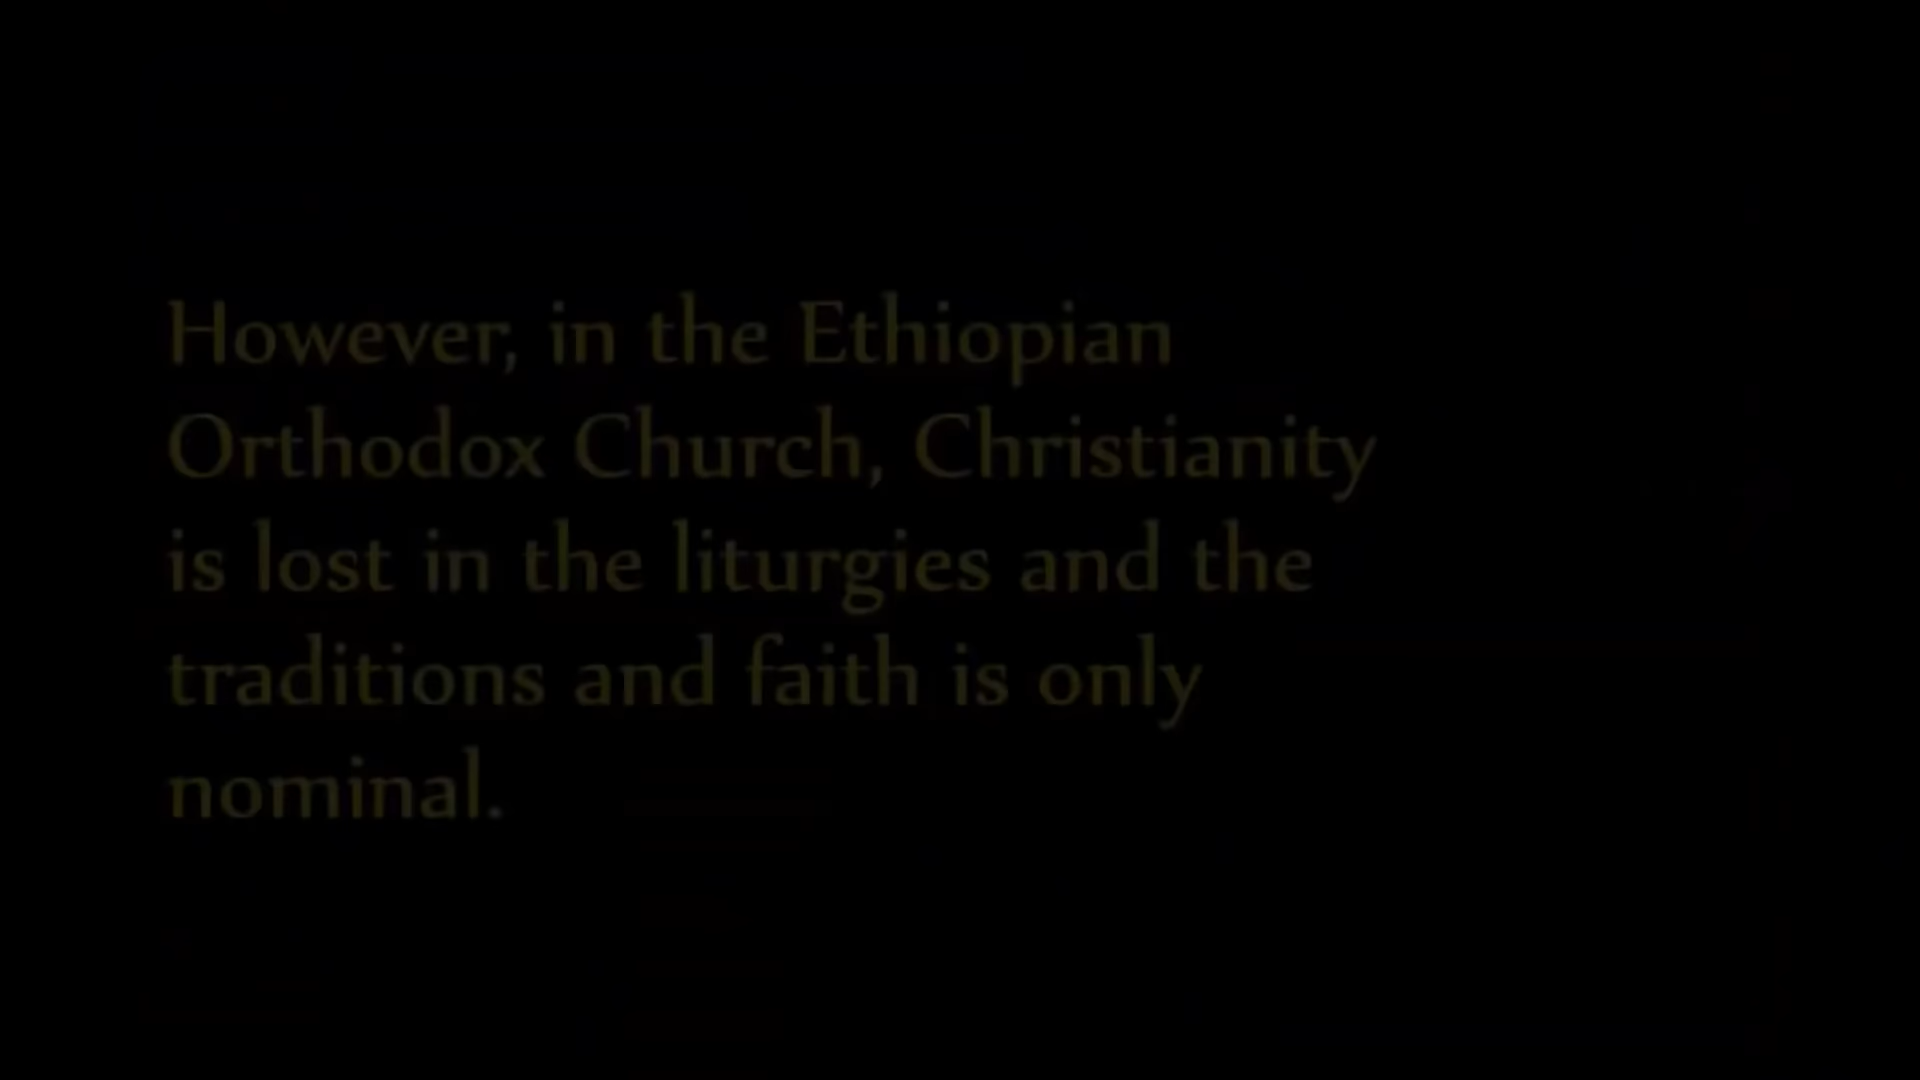 However, in the Ethiopian
Orthodox Church, Christianity
is lost in the liturgies and the
traditions and faith is only
nominal.